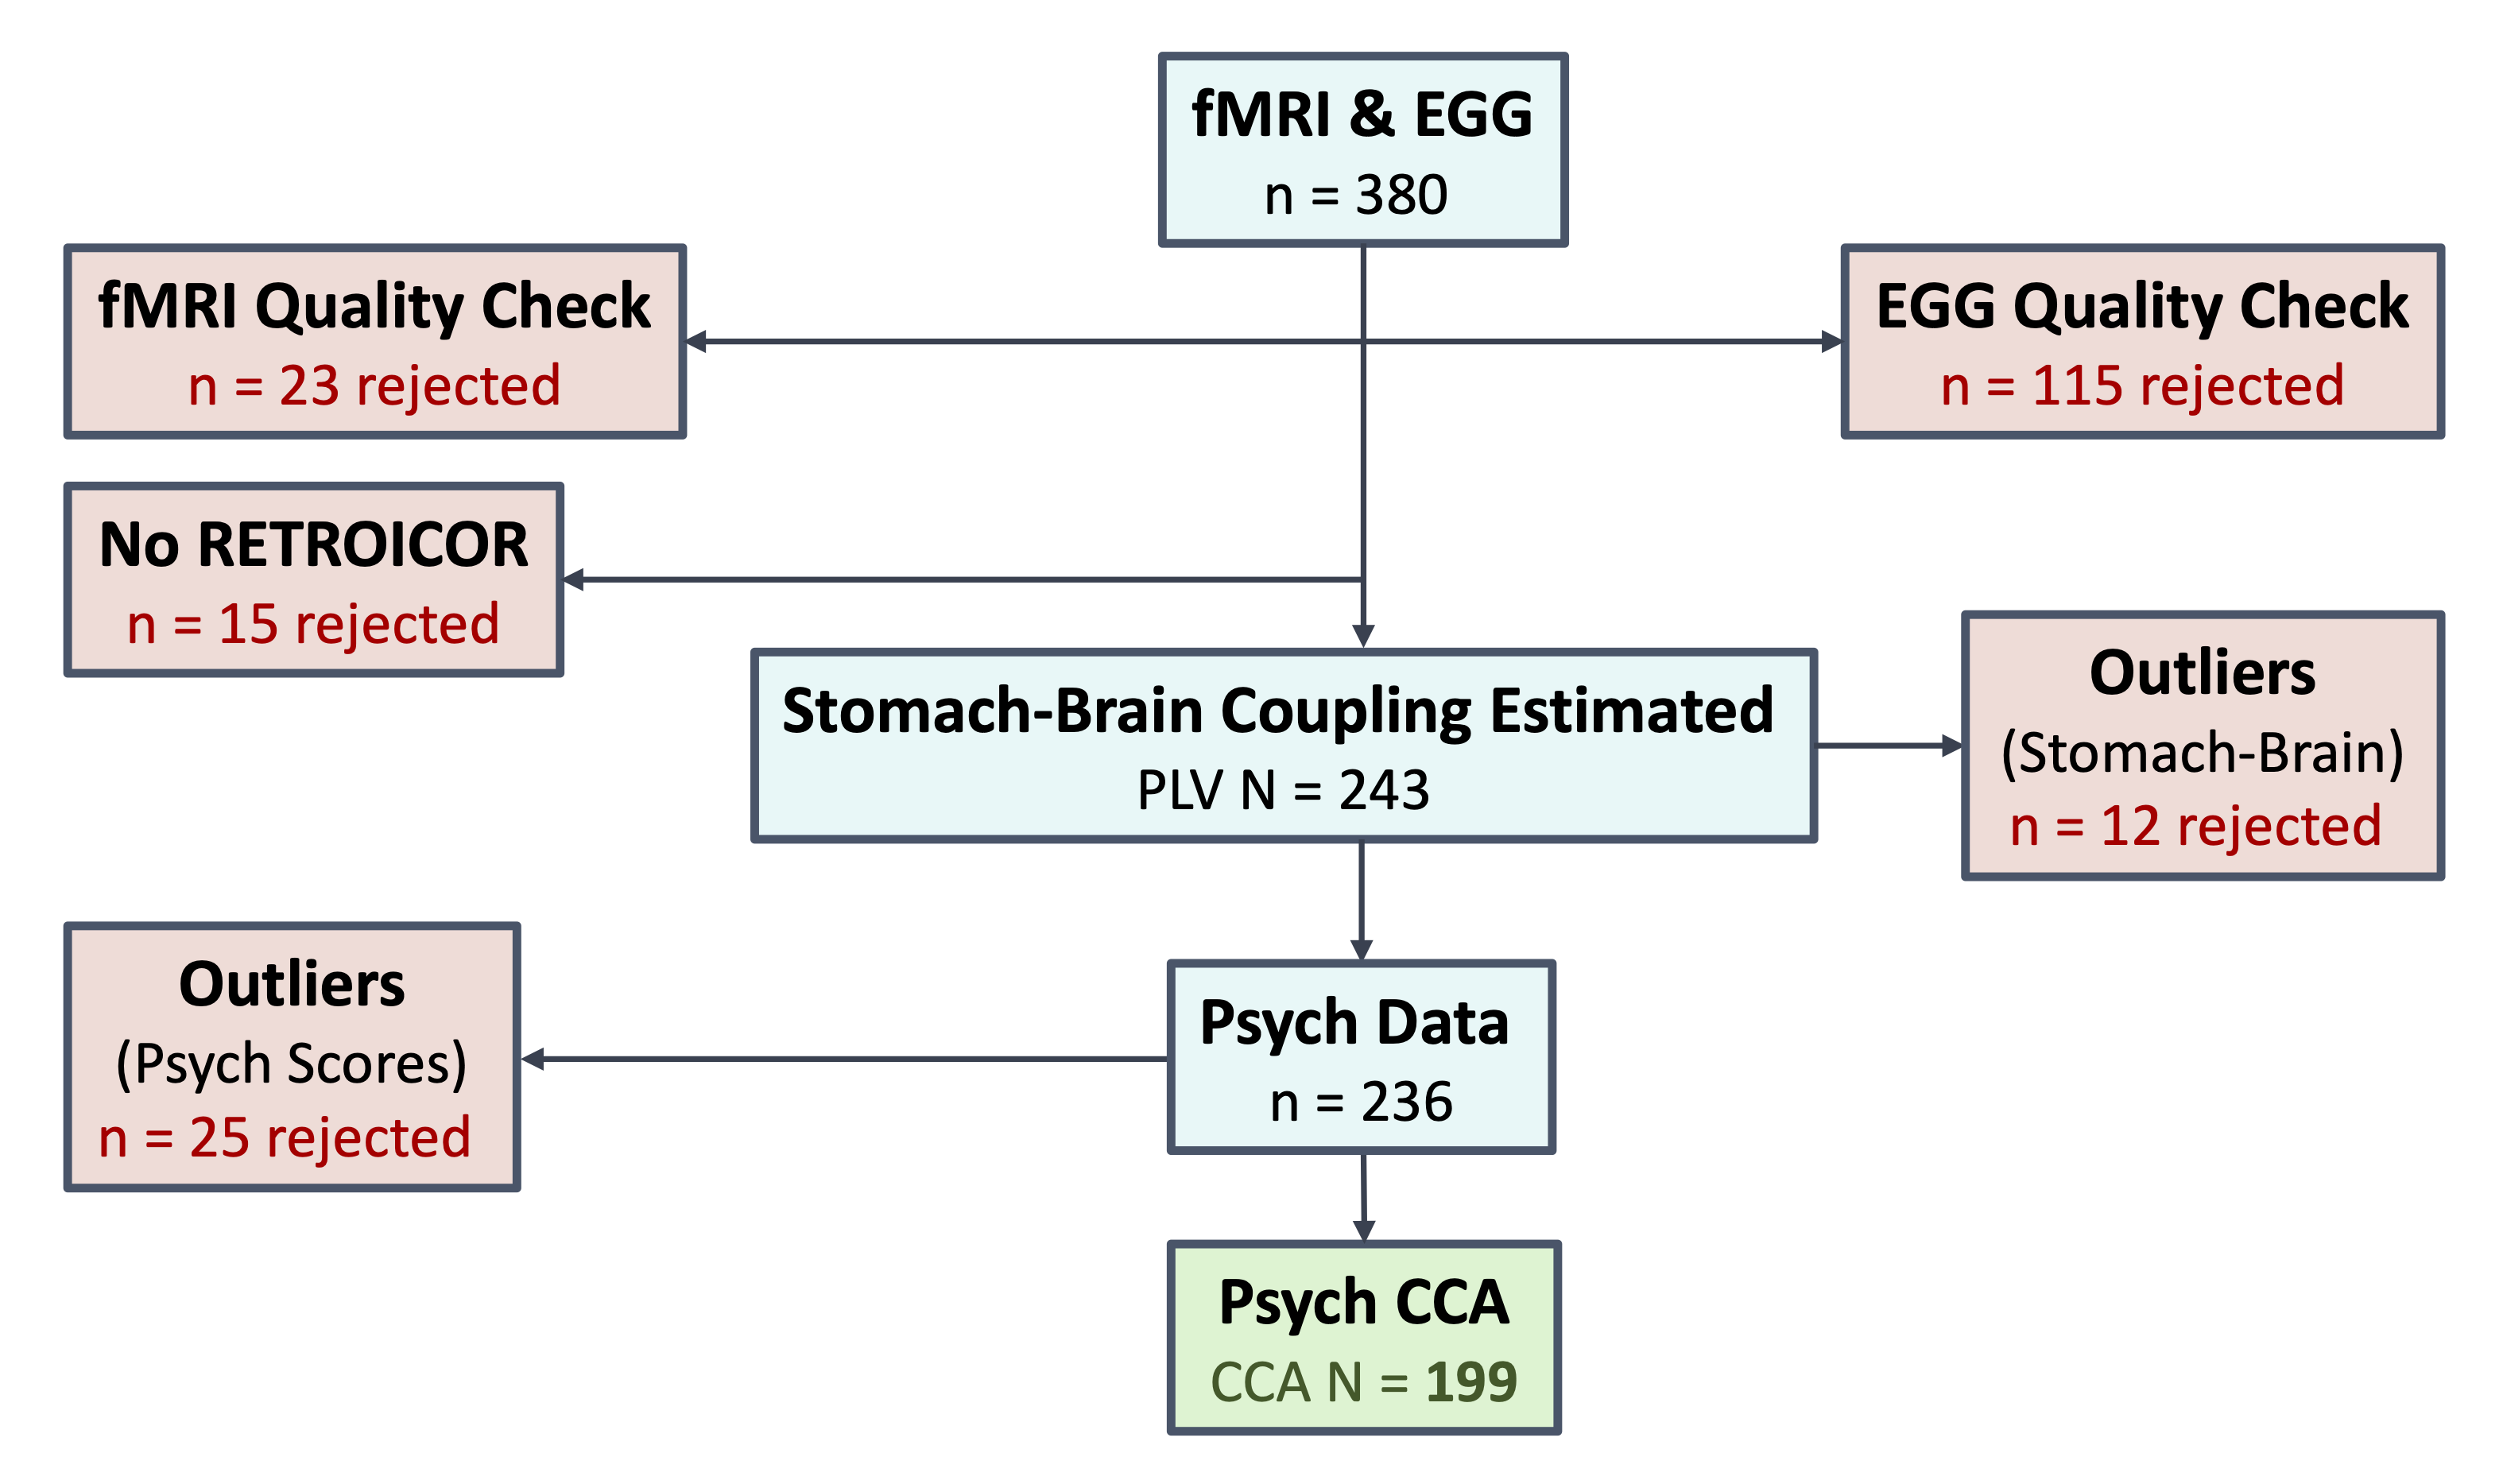 fMRI & EGG
n = 380
fMRI Quality Check
n = 23 rejected
EGG Quality Check
n = 115 rejected
No RETROICOR
n = 15 rejected
Stomach-Brain Coupling Estimated
PLV N = 243
Outliers
(Stomach-Brain)
n = 12 rejected
Outliers
(Psych Scores)
n = 25 rejected
Psych Data
n = 236
Psych CCA
CCA N = 199